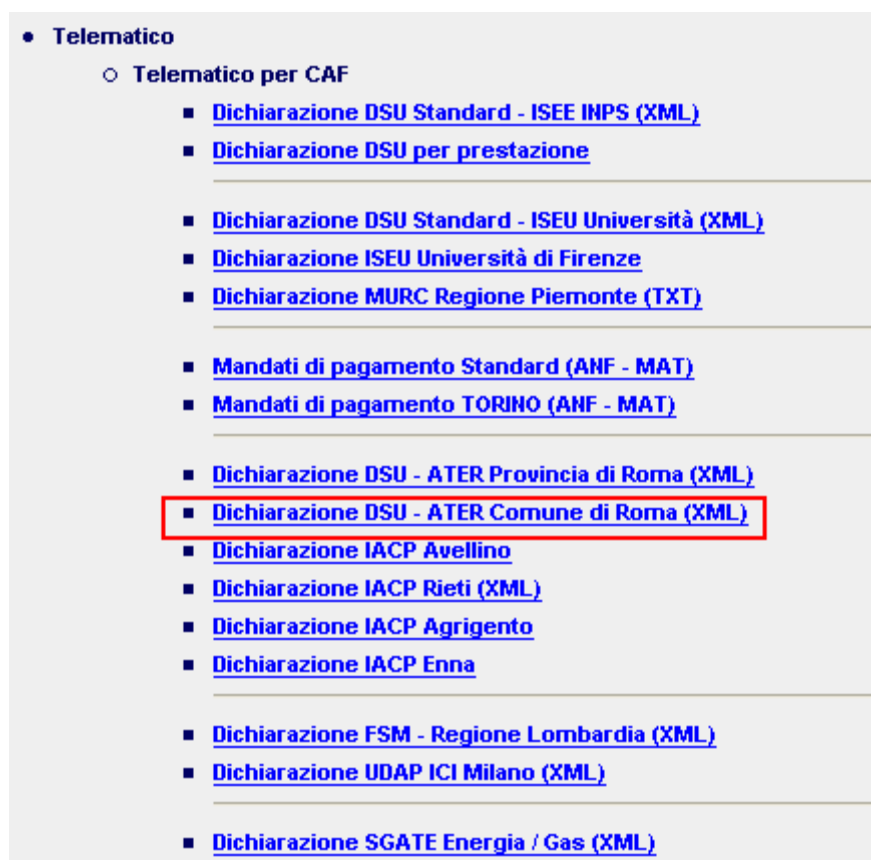 Telematico
Telematico per CAF
Dichiarazione DSU Standard - ISEE INPS (XML)
Dichiarazione DSU per prestazione
Dichiarazione DSU Standard - ISEU Università (XML)
Dichiarazione ISEU Università di Firenze
Dichiarazione MURC Regione Piemonte (TXT)
Mandati di pagamento Standard (ANF - MAT)
Mandati di pagamento TORINO (ANF - MAT)
Dichiarazione DSU - ATER Provincia di Roma (XML)
Dichiarazione DSU - ATER Comune di Roma (XML)
Dichiarazione IACP Avellino
Dichiarazione IACP Rieti (XML)
Dichiarazione IACP Agrigento
Dichiarazione IACP Enna
Dichiarazione FSM - Regione Lombardia (XML)
Dichiarazione UDAP ICI Milano (XML)
Dichiarazione SGATE Energia / Gas (XML)